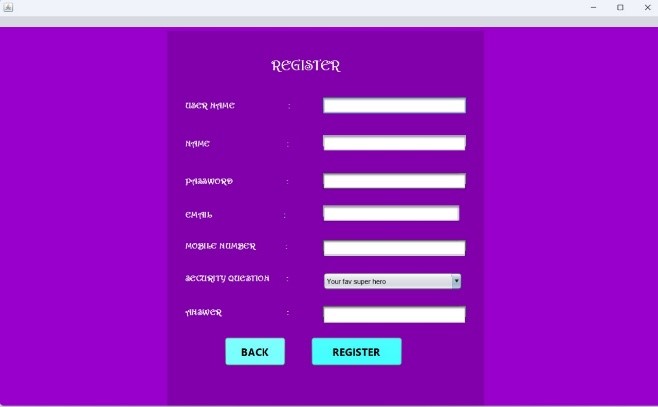 REGISTER
USER NAME :
NAME :
PASSWORD :
EMAIL :
MOBILE NUMBER :
SECURITY QUESTION : Your fav super hero
ANSWER :
BACK REGISTER